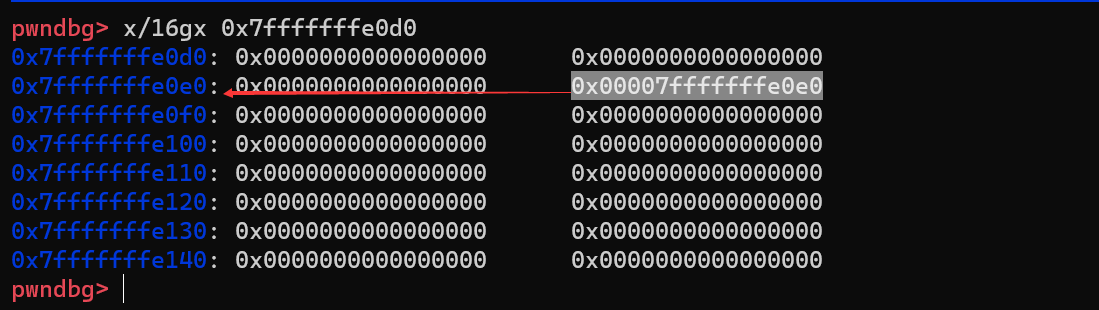 pwndbg> x/16gx 0x7fffffffe0d0
0x7fffffffe0d0: 0x0000000000000000 0x0000000000000000
0x7fffffffe0e0: 0x0000000000000000 0x00007fffffffe0e0
0x7fffffffe0f0: 0x0000000000000000 0x0000000000000000
0x7fffffffe100: 0x0000000000000000 0x0000000000000000
0x7fffffffe110: 0x0000000000000000 0x0000000000000000
0x7fffffffe120: 0x0000000000000000 0x0000000000000000
0x7fffffffe130: 0x0000000000000000 0x0000000000000000
0x7fffffffe140: 0x0000000000000000 0x0000000000000000
pwndbg>